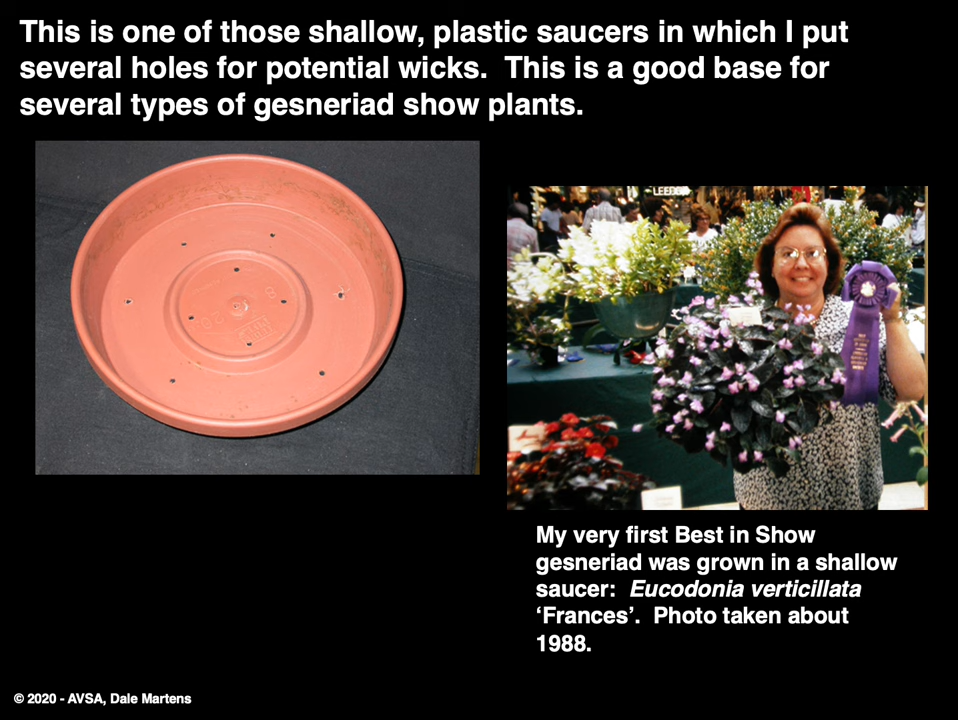 This is one of those shallow, plastic saucers in which I put
several holes for potential wicks.  This is a good base for
several types of gesneriad show plants.
8
20
My very first Best in Show
gesneriad was grown in a shallow
saucer:  Eucodonia verticillata
‘Frances’.  Photo taken about
1988.
© 2020 - AVSA, Dale Martens